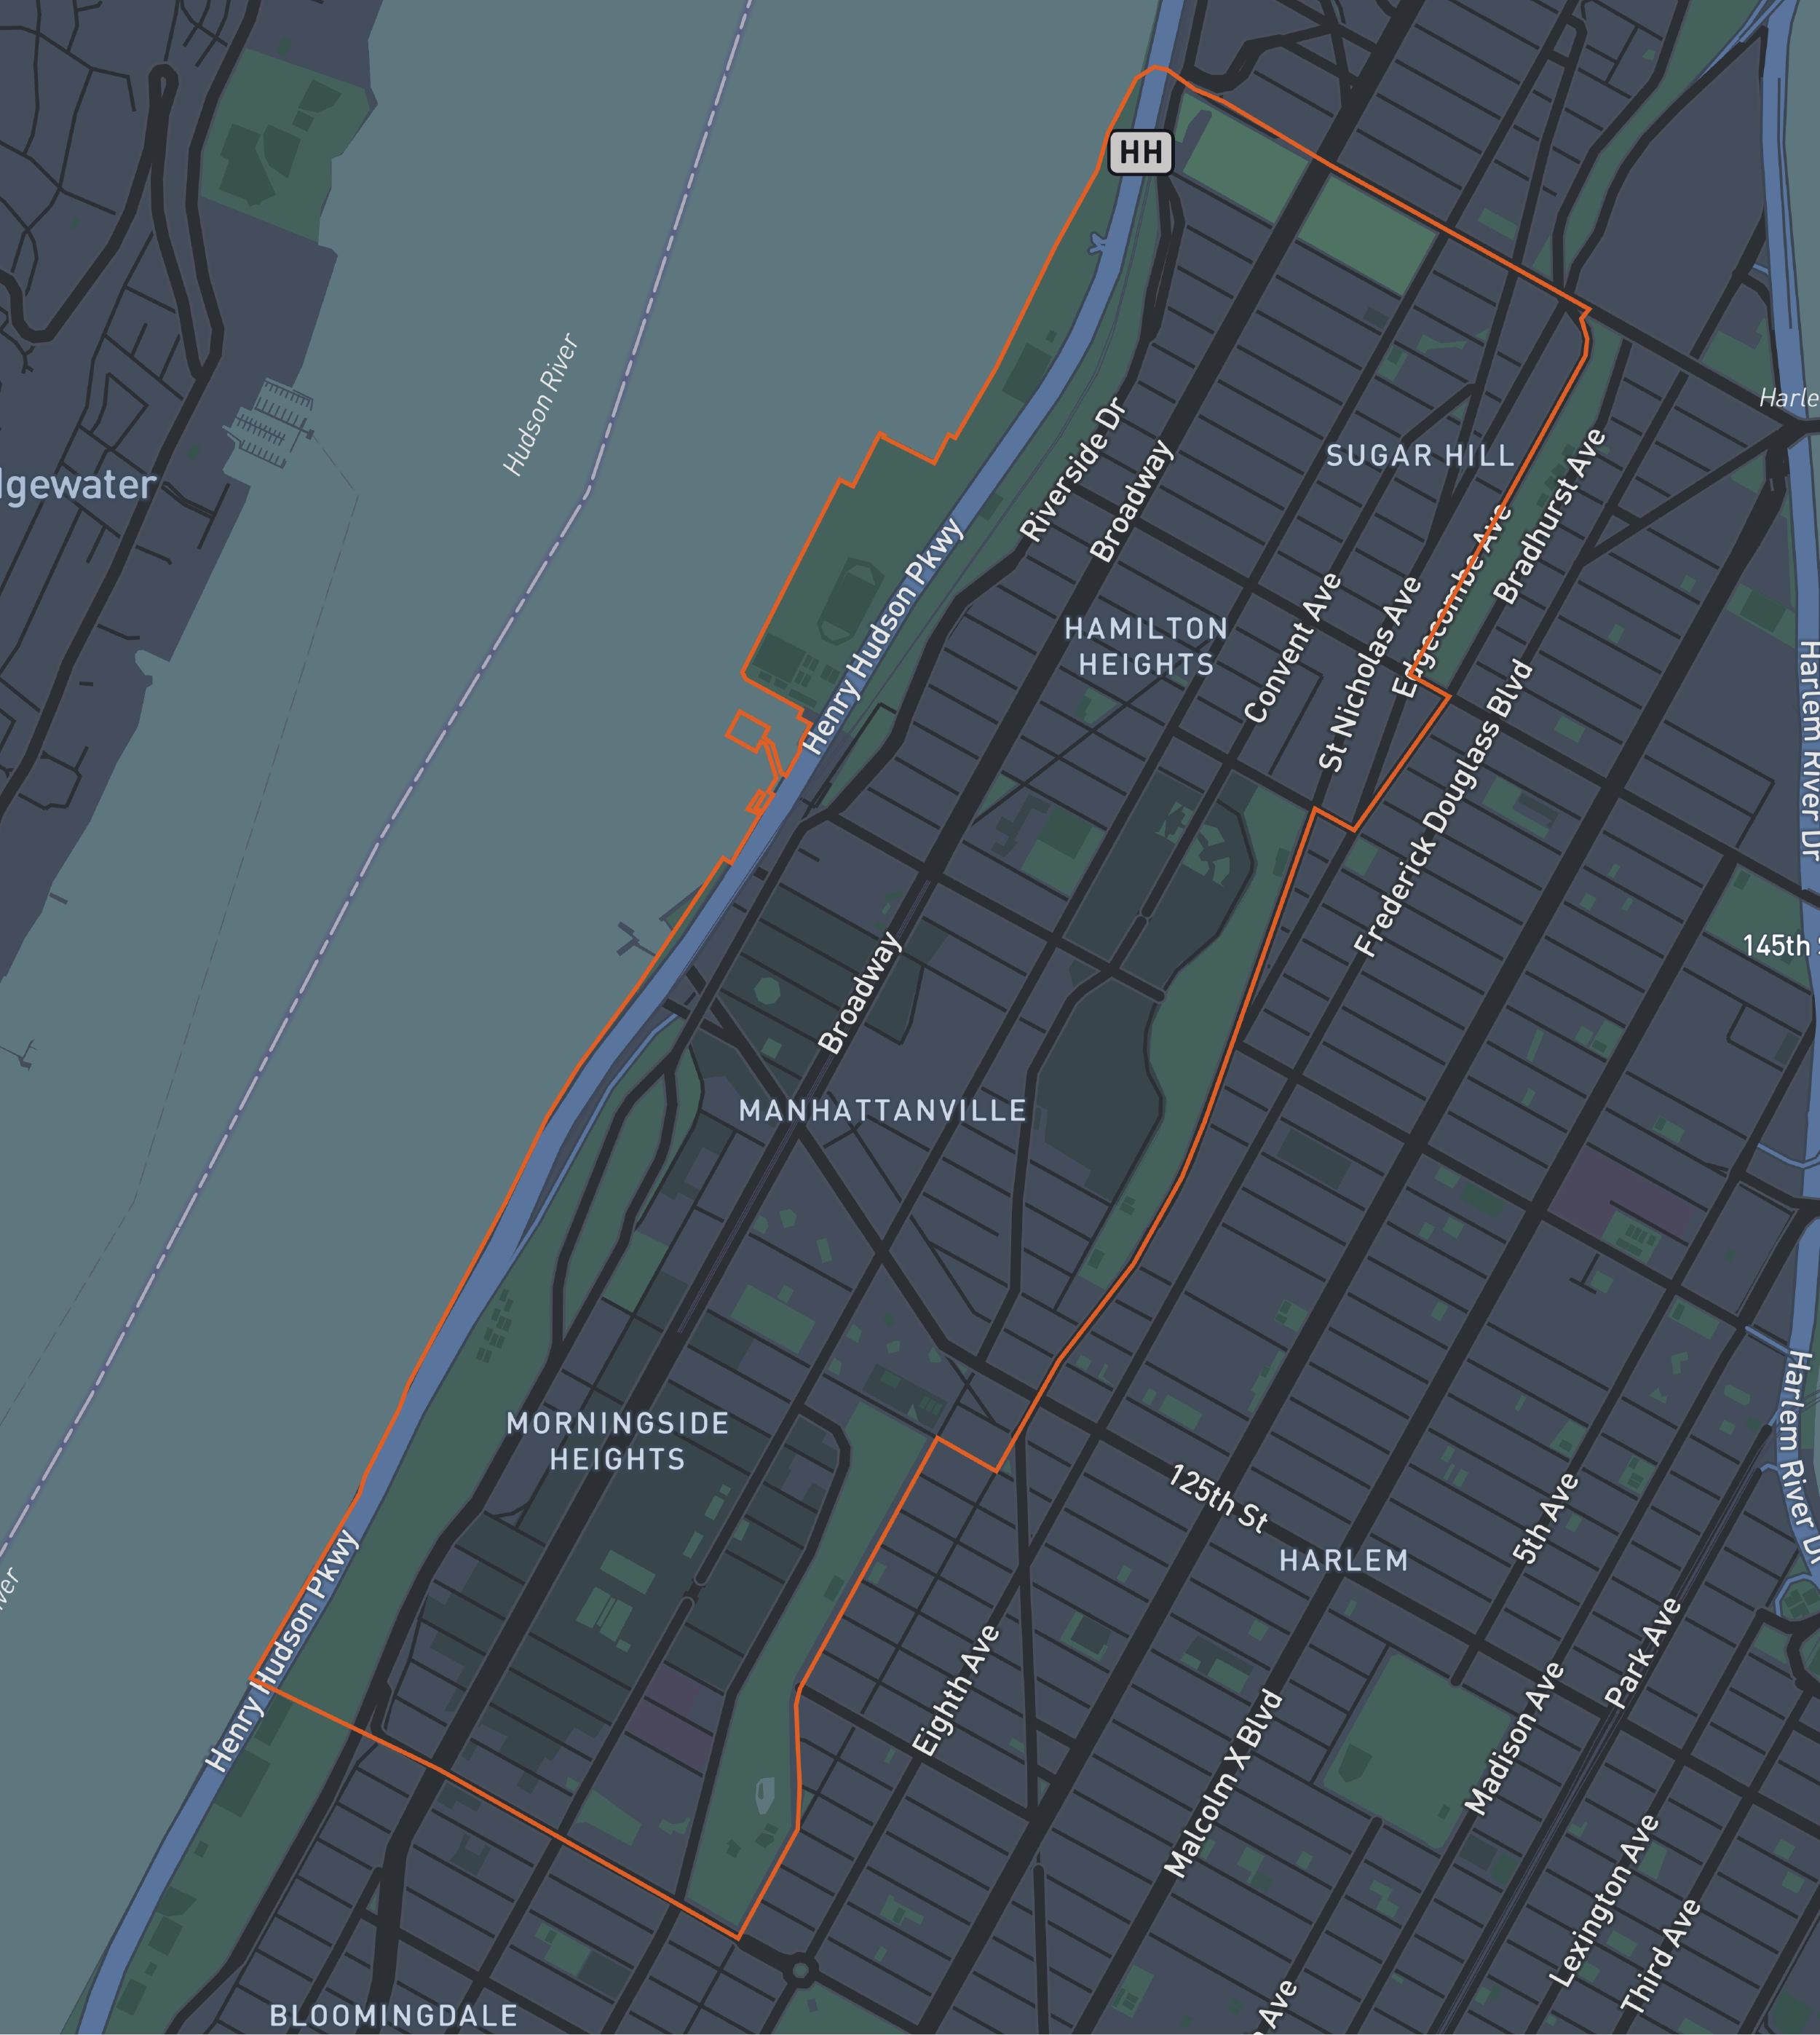 HH
Hudson River
Harle
Riverside Dr
Broadway
SUGAR HILL
Bradhurst Ave
Edgecombe Ave
lgewater
Henry Hudson Pkwy
HAMILTON
HEIGHTS
Convent Ave
St Nicholas Ave
Frederick Douglass Blvd
Harlem River Dr
145th S
Broadway
MANHATTANVILLE
MORNINGSIDE
HEIGHTS
125th St
5th Ave
Harlem River D
HARLEM
ver
Henry Hudson Pkwy
Eighth Ave
Malcolm X Blvd
Madison Ave
Park Ave
Lexington Ave
Third Ave
Ave
BLOOMINGDALE